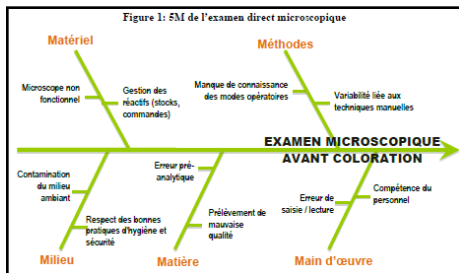 Figure 1: 5M de l'examen direct microscopique
Matériel
Méthodes
Microscope non
fonctionnel
Gestion des
réactifs (stocks,
commandes)
Manque de connaissance
des modes opératoires
Variabilité liée aux
techniques manuelles
EXAMEN MICROSCOPIQUE
AVANT COLORATION
Contamination
du milieu
ambiant
Respect des bonnes
pratiques d'hygiène et
sécurité
Erreur pré-
analytique
Prélèvement de
mauvaise
qualité
Erreur de
saisie / lecture
Compétence du
personnel
Milieu
Matière
Main d'œuvre